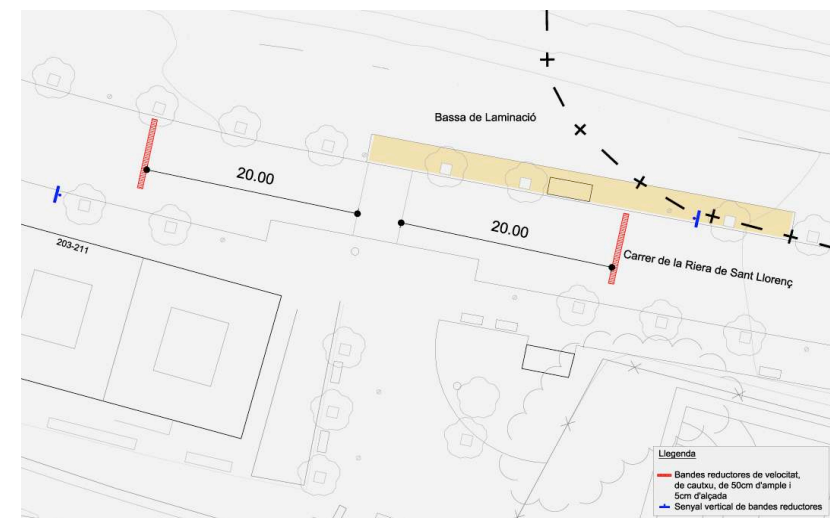 Bassa de Laminació
20.00
20.00
Carrer de la Riera de Sant Llorenç
203-211
Llegenda
Bandes reductores de velocitat,
de cautxu, de 50cm d'ample i
5cm d'alçada
Senyal vertical de bandes reductores